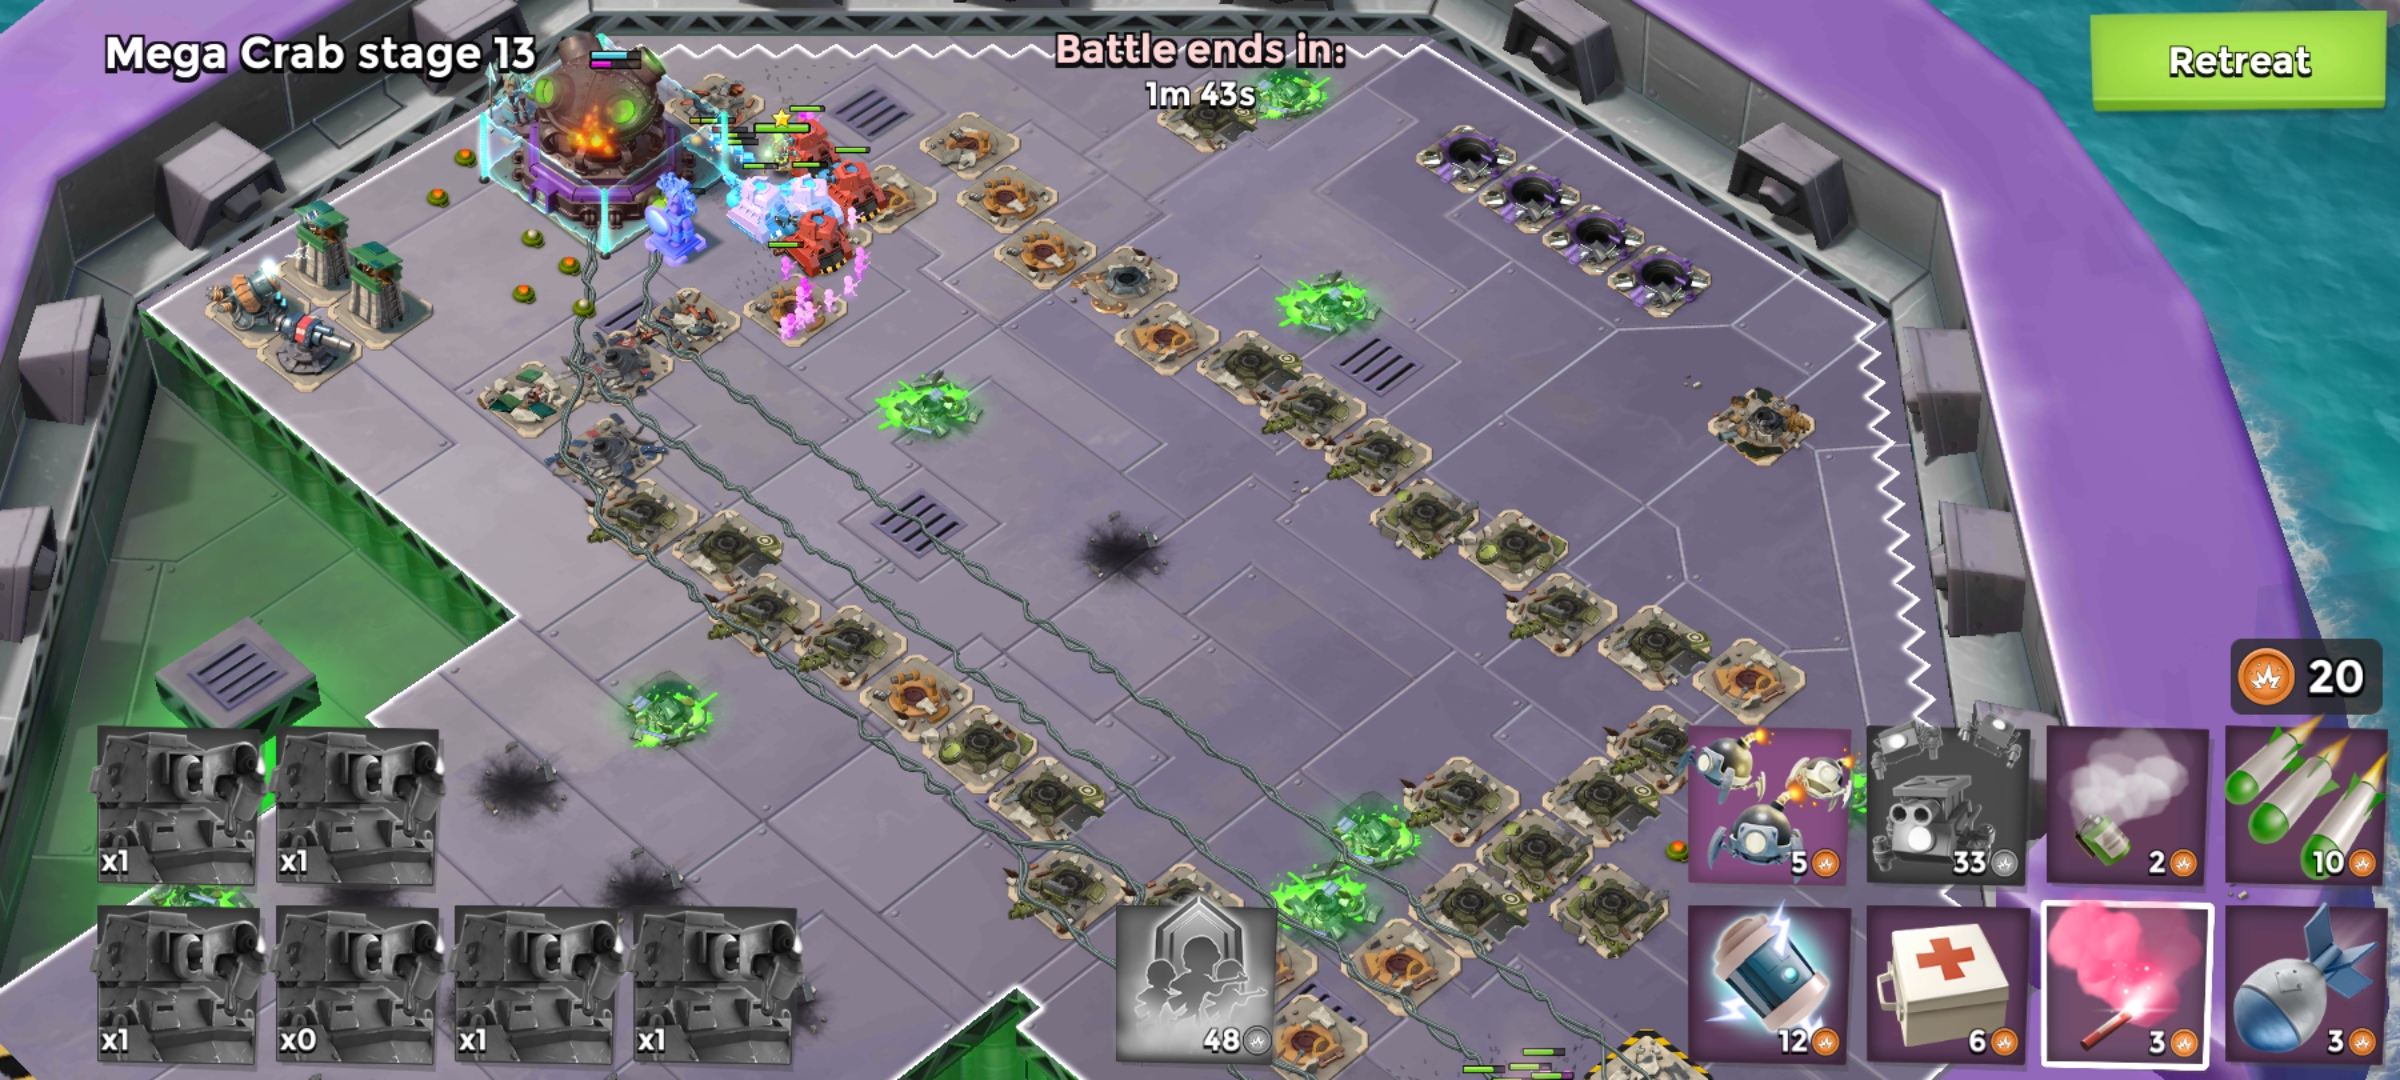 Mega Crab stage 13
Battle ends in:
1m 43s
Retreat
20
x1
x1
5
33
2
10
x1
x0
x1
x1
48
12
6
3
3